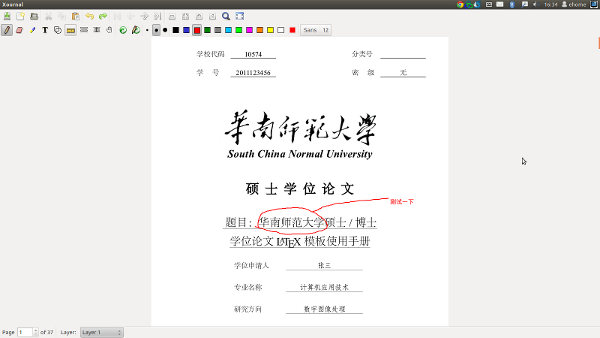 Xournal
16:34 ehome
Sans 12
学校代码 10574 分类号
学 号 2011123456 密 级 无
華南师範大学
South China Normal University
硕士学位论文
测试一下
题目: 华南师范大学硕士/博士
学位论文 LATEX 模板使用手册
学位申请人 张三
专业名称 计算机应用技术
研究方向 数字图像处理
Page 1 of 37 Layer: Layer 1